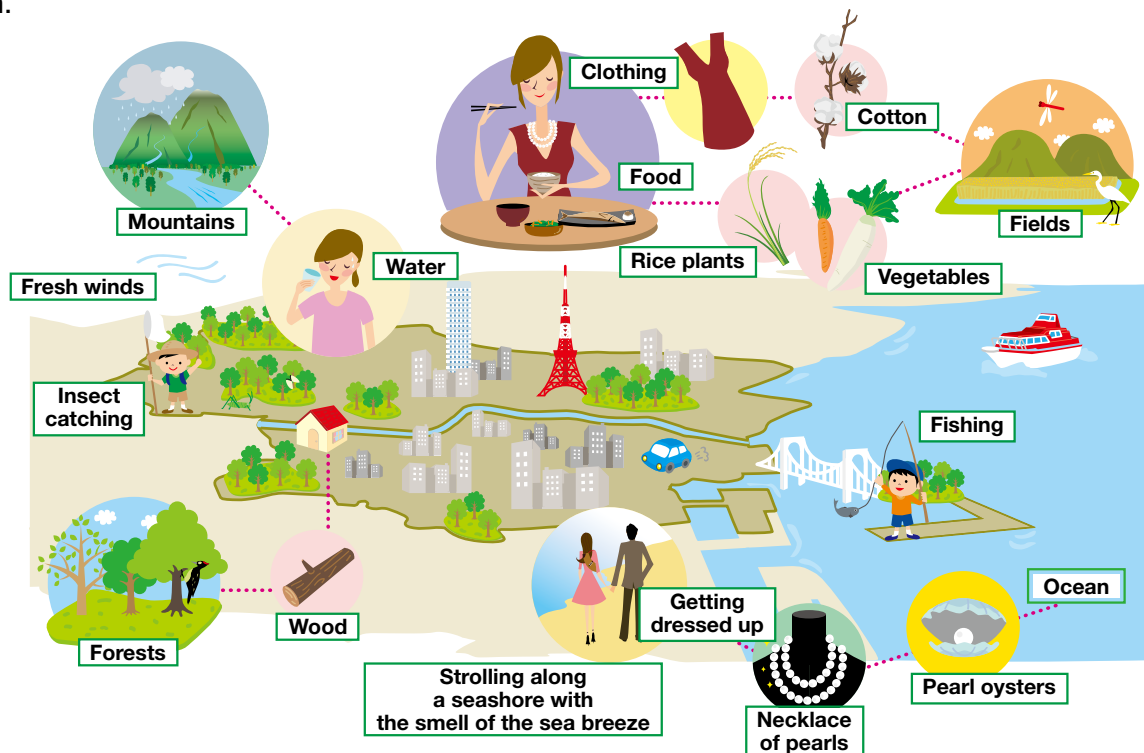 Clothing
Cotton
Food
Mountains
Fields
Rice plants
Water
Vegetables
Fresh winds
Insect
catching
Fishing
Ocean
Getting
dressed up
Wood
Forests
Strolling along
a seashore with
the smell of the sea breeze
Pearl oysters
Necklace
of pearls